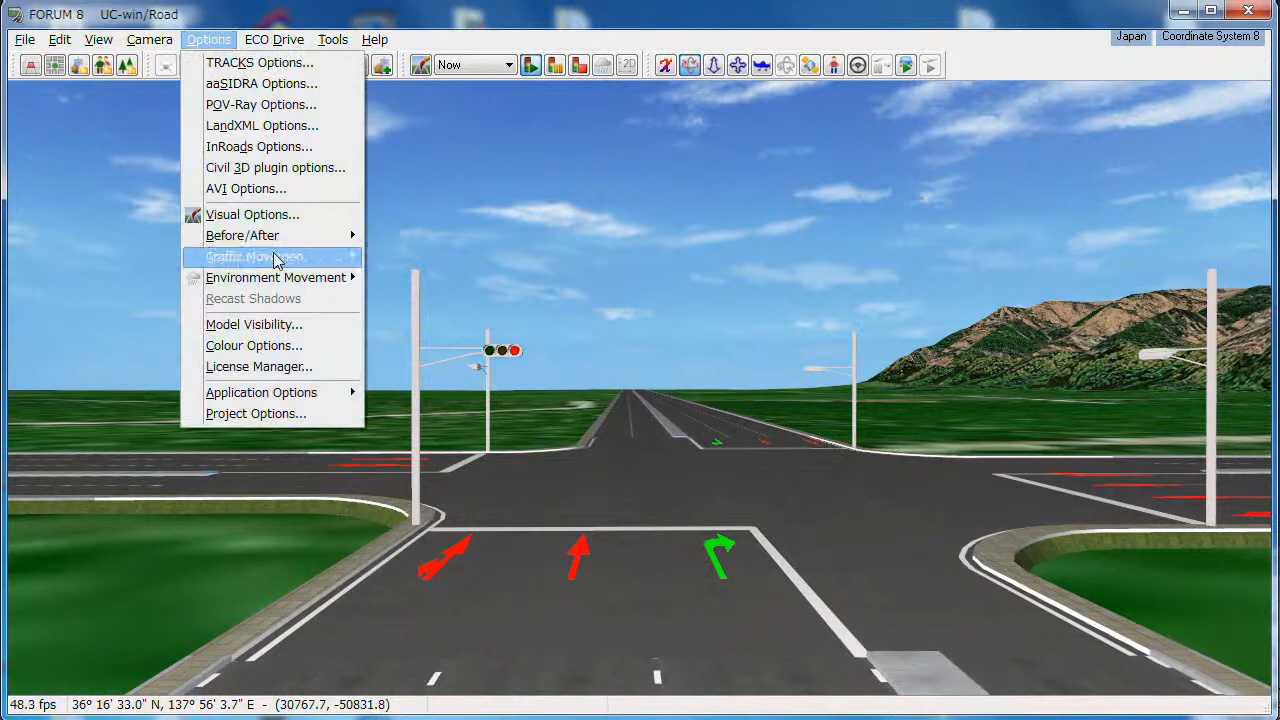 FORUM 8 UC-win/Road
File Edit View Camera Options ECO Drive Tools Help
Japan Coordinate System 8
Now
2D
TRACKS Options...
aaSIDRA Options...
POV-Ray Options...
LandXML Options...
InRoads Options...
Civil 3D plugin options...
AVI Options...
Visual Options...
Before/After
Traffic Movemen
Environment Movement
Recast Shadows
Model Visibility...
Colour Options...
License Manager...
Application Options
Project Options...
48.3 fps 36° 16' 33.0" N, 137° 56' 3.7" E - (30767.7, -50831.8)